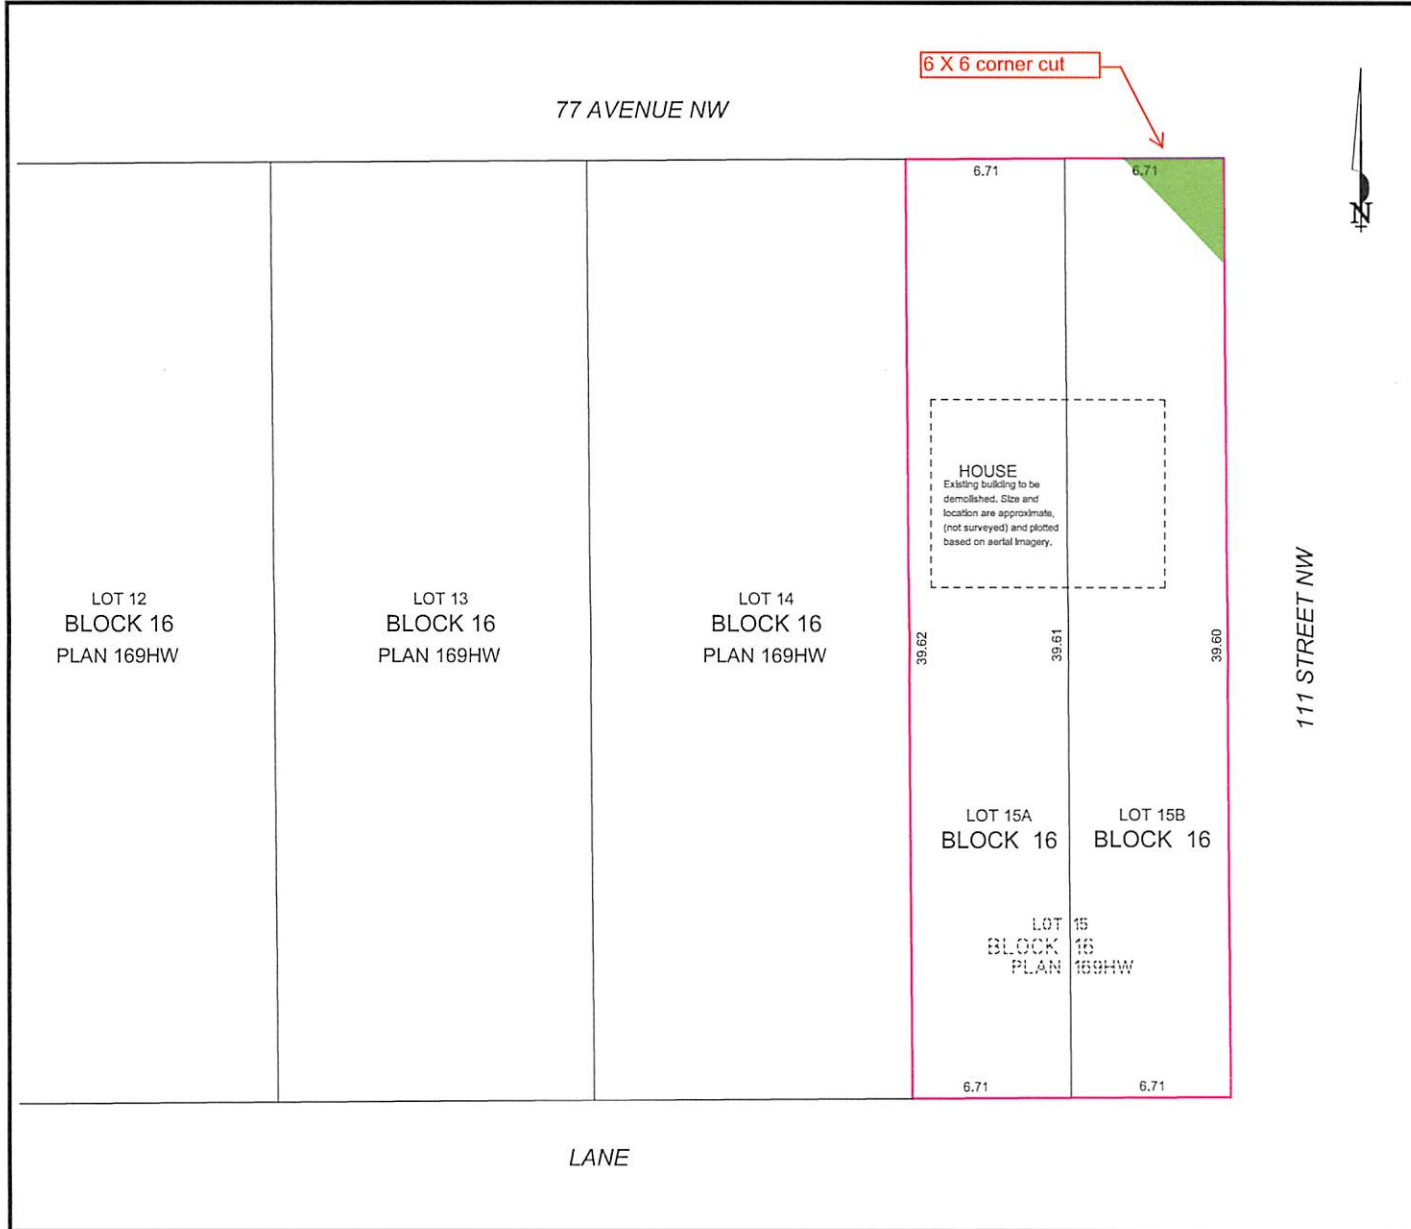 6 X 6 corner cut
77 AVENUE NW
N
6.71
6.71
HOUSE
Existing building to be
demolished. Size and
location are approximate,
(not surveyed) and plotted
based on aerial imagery.
LOT 12
BLOCK 16
PLAN 169HW
LOT 13
BLOCK 16
PLAN 169HW
LOT 14
BLOCK 16
PLAN 169HW
39.62
39.61
39.60
111 STREET NW
LOT 15A
BLOCK 16
LOT 15B
BLOCK 16
LOT 15
BLOCK 16
PLAN 169HW
6.71
6.71
LANE